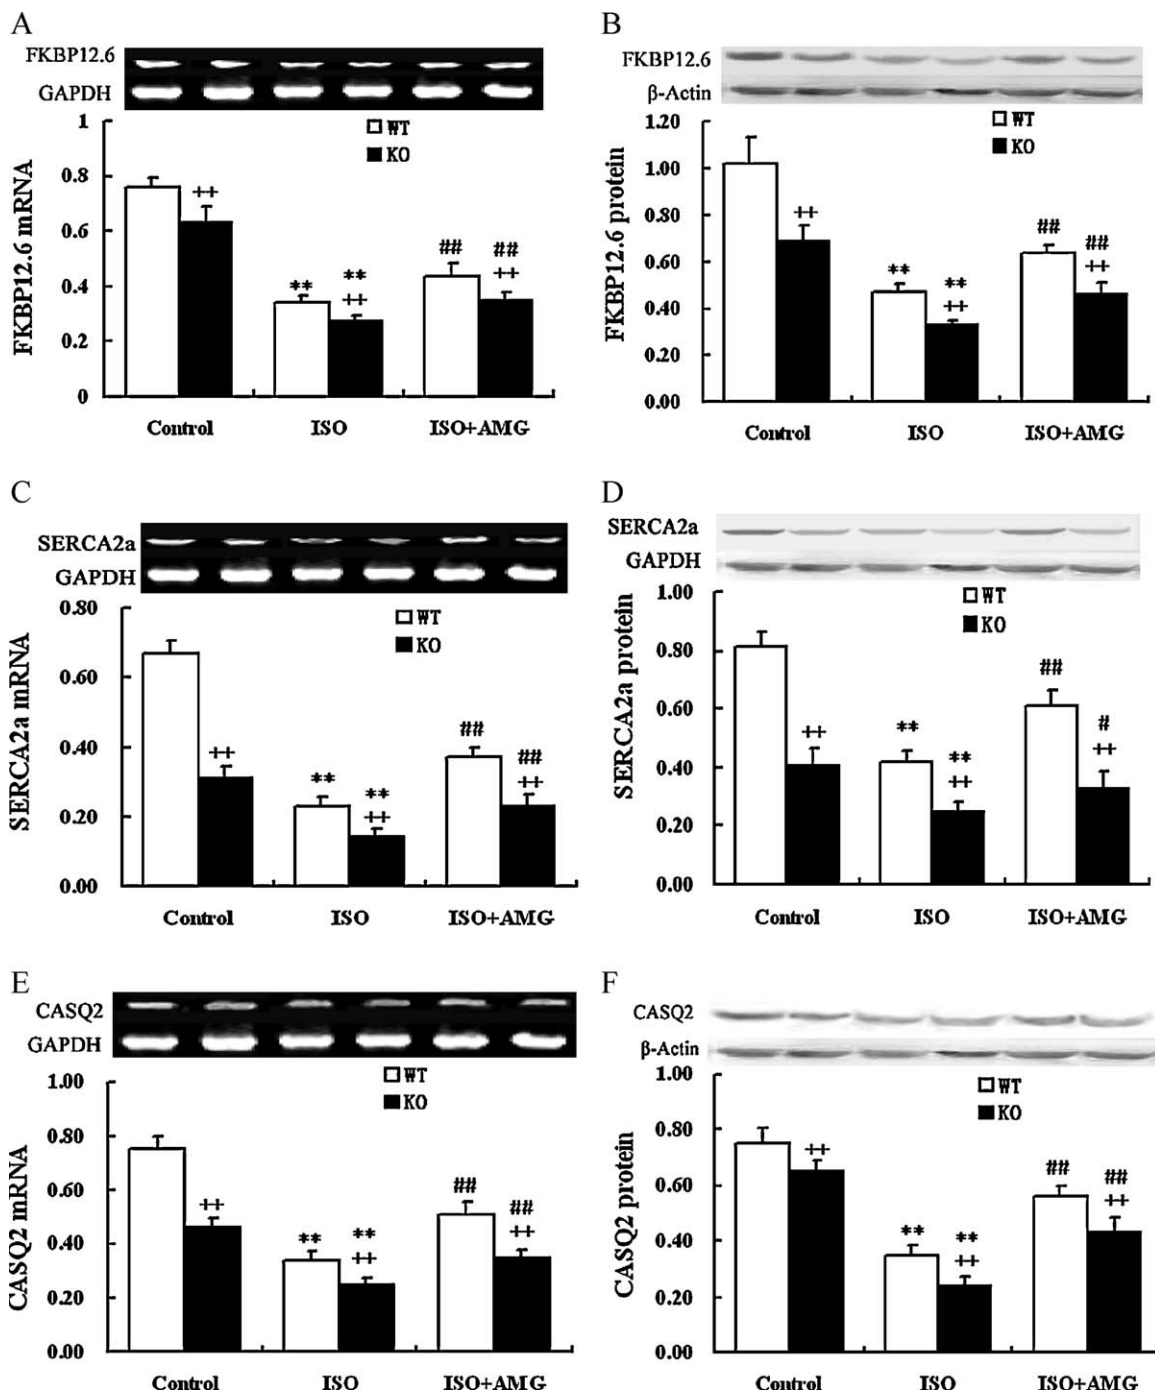 A
FKBP12.6
GAPDH
WT
KO
1
0.8
0.6
0.4
0.2
0
FKBP12.6 mRNA
++
**
**
++
##
##
++
Control
ISO
ISO+AMG
B
FKBP12.6
β-Actin
WT
KO
1.20
1.00
0.80
0.60
0.40
0.20
0.00
FKBP12.6 protein
++
**
**
++
##
##
++
Control
ISO
ISO+AMG
C
SERCA2a
GAPDH
WT
KO
0.80
0.60
0.40
0.20
0.00
SERCA2a mRNA
++
**
**
++
##
##
++
Control
ISO
ISO+AMG
D
SERCA2a
GAPDH
WT
KO
1.00
0.80
0.60
0.40
0.20
0.00
SERCA2a protein
++
**
**
++
##
#
++
Control
ISO
ISO+AMG
E
CASQ2
GAPDH
WT
KO
1.00
0.80
0.60
0.40
0.20
0.00
CASQ2 mRNA
++
**
**
++
##
##
++
Control
ISO
ISO+AMG
F
CASQ2
β-Actin
WT
KO
1.00
0.80
0.60
0.40
0.20
0.00
CASQ2 protein
++
**
**
++
##
##
++
Control
ISO
ISO+AMG